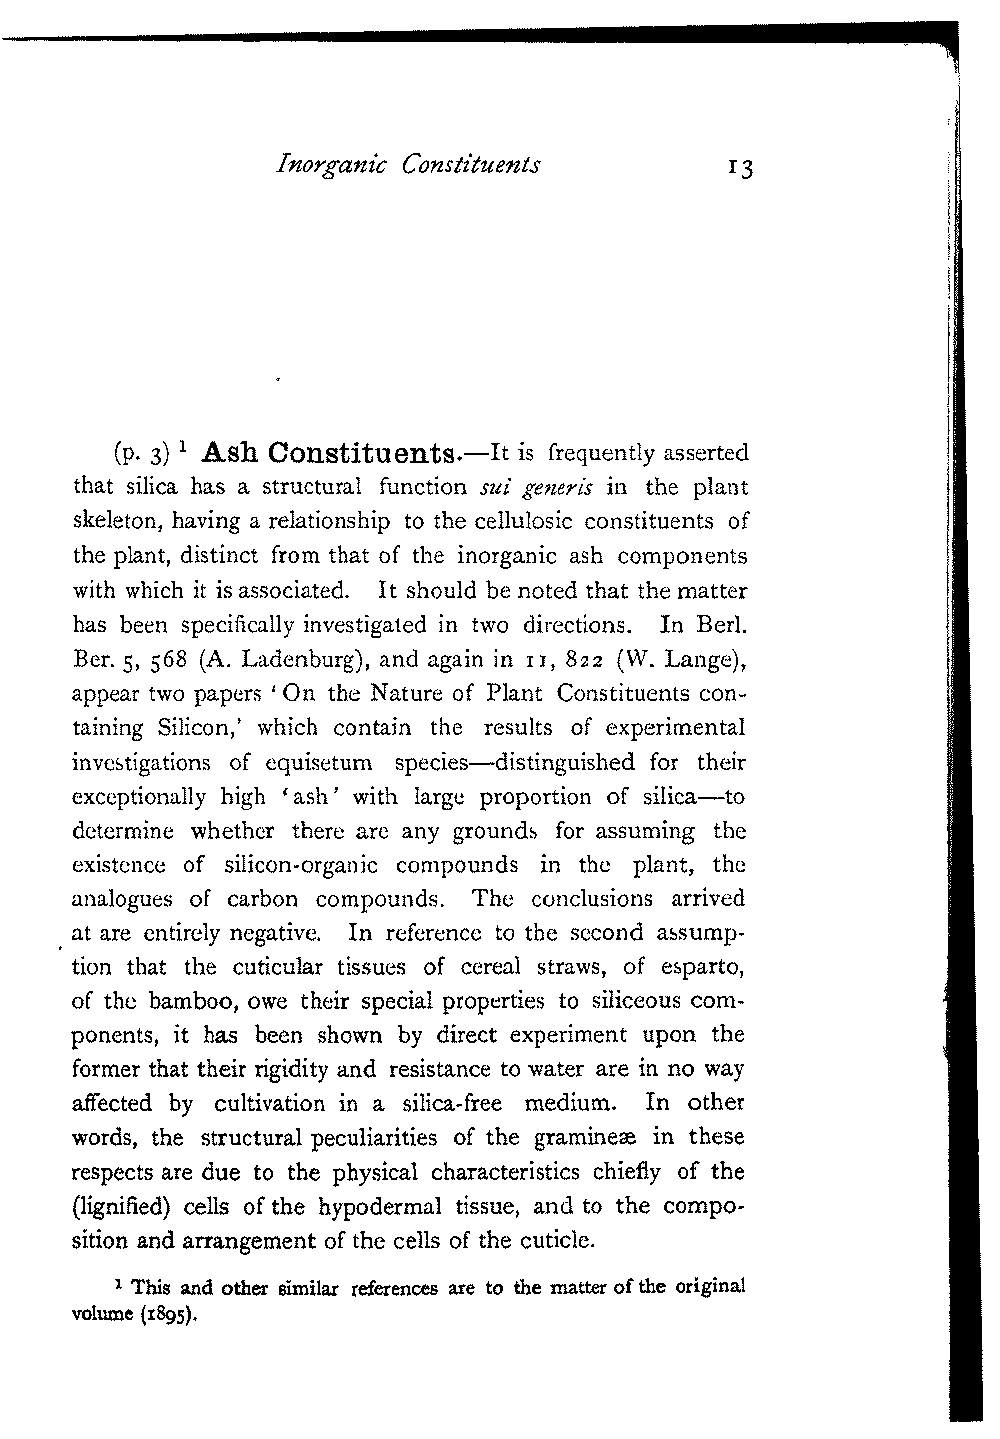 Inorganic Constituents 13
(p. 3) ¹ Ash Constituents.—It is frequently asserted
that silica has a structural function sui generis in the plant
skeleton, having a relationship to the cellulosic constituents of
the plant, distinct from that of the inorganic ash components
with which it is associated. It should be noted that the matter
has been specifically investigated in two directions. In Berl.
Ber. 5, 568 (A. Ladenburg), and again in 11, 822 (W. Lange),
appear two papers ‘On the Nature of Plant Constituents con-
taining Silicon,’ which contain the results of experimental
investigations of equisetum species—distinguished for their
exceptionally high ‘ash’ with large proportion of silica—to
determine whether there are any grounds for assuming the
existence of silicon-organic compounds in the plant, the
analogues of carbon compounds. The conclusions arrived
at are entirely negative. In reference to the second assump-
tion that the cuticular tissues of cereal straws, of esparto,
of the bamboo, owe their special properties to siliceous com-
ponents, it has been shown by direct experiment upon the
former that their rigidity and resistance to water are in no way
affected by cultivation in a silica-free medium. In other
words, the structural peculiarities of the gramineæ in these
respects are due to the physical characteristics chiefly of the
(lignified) cells of the hypodermal tissue, and to the compo-
sition and arrangement of the cells of the cuticle.
¹ This and other similar references are to the matter of the original
volume (1895).